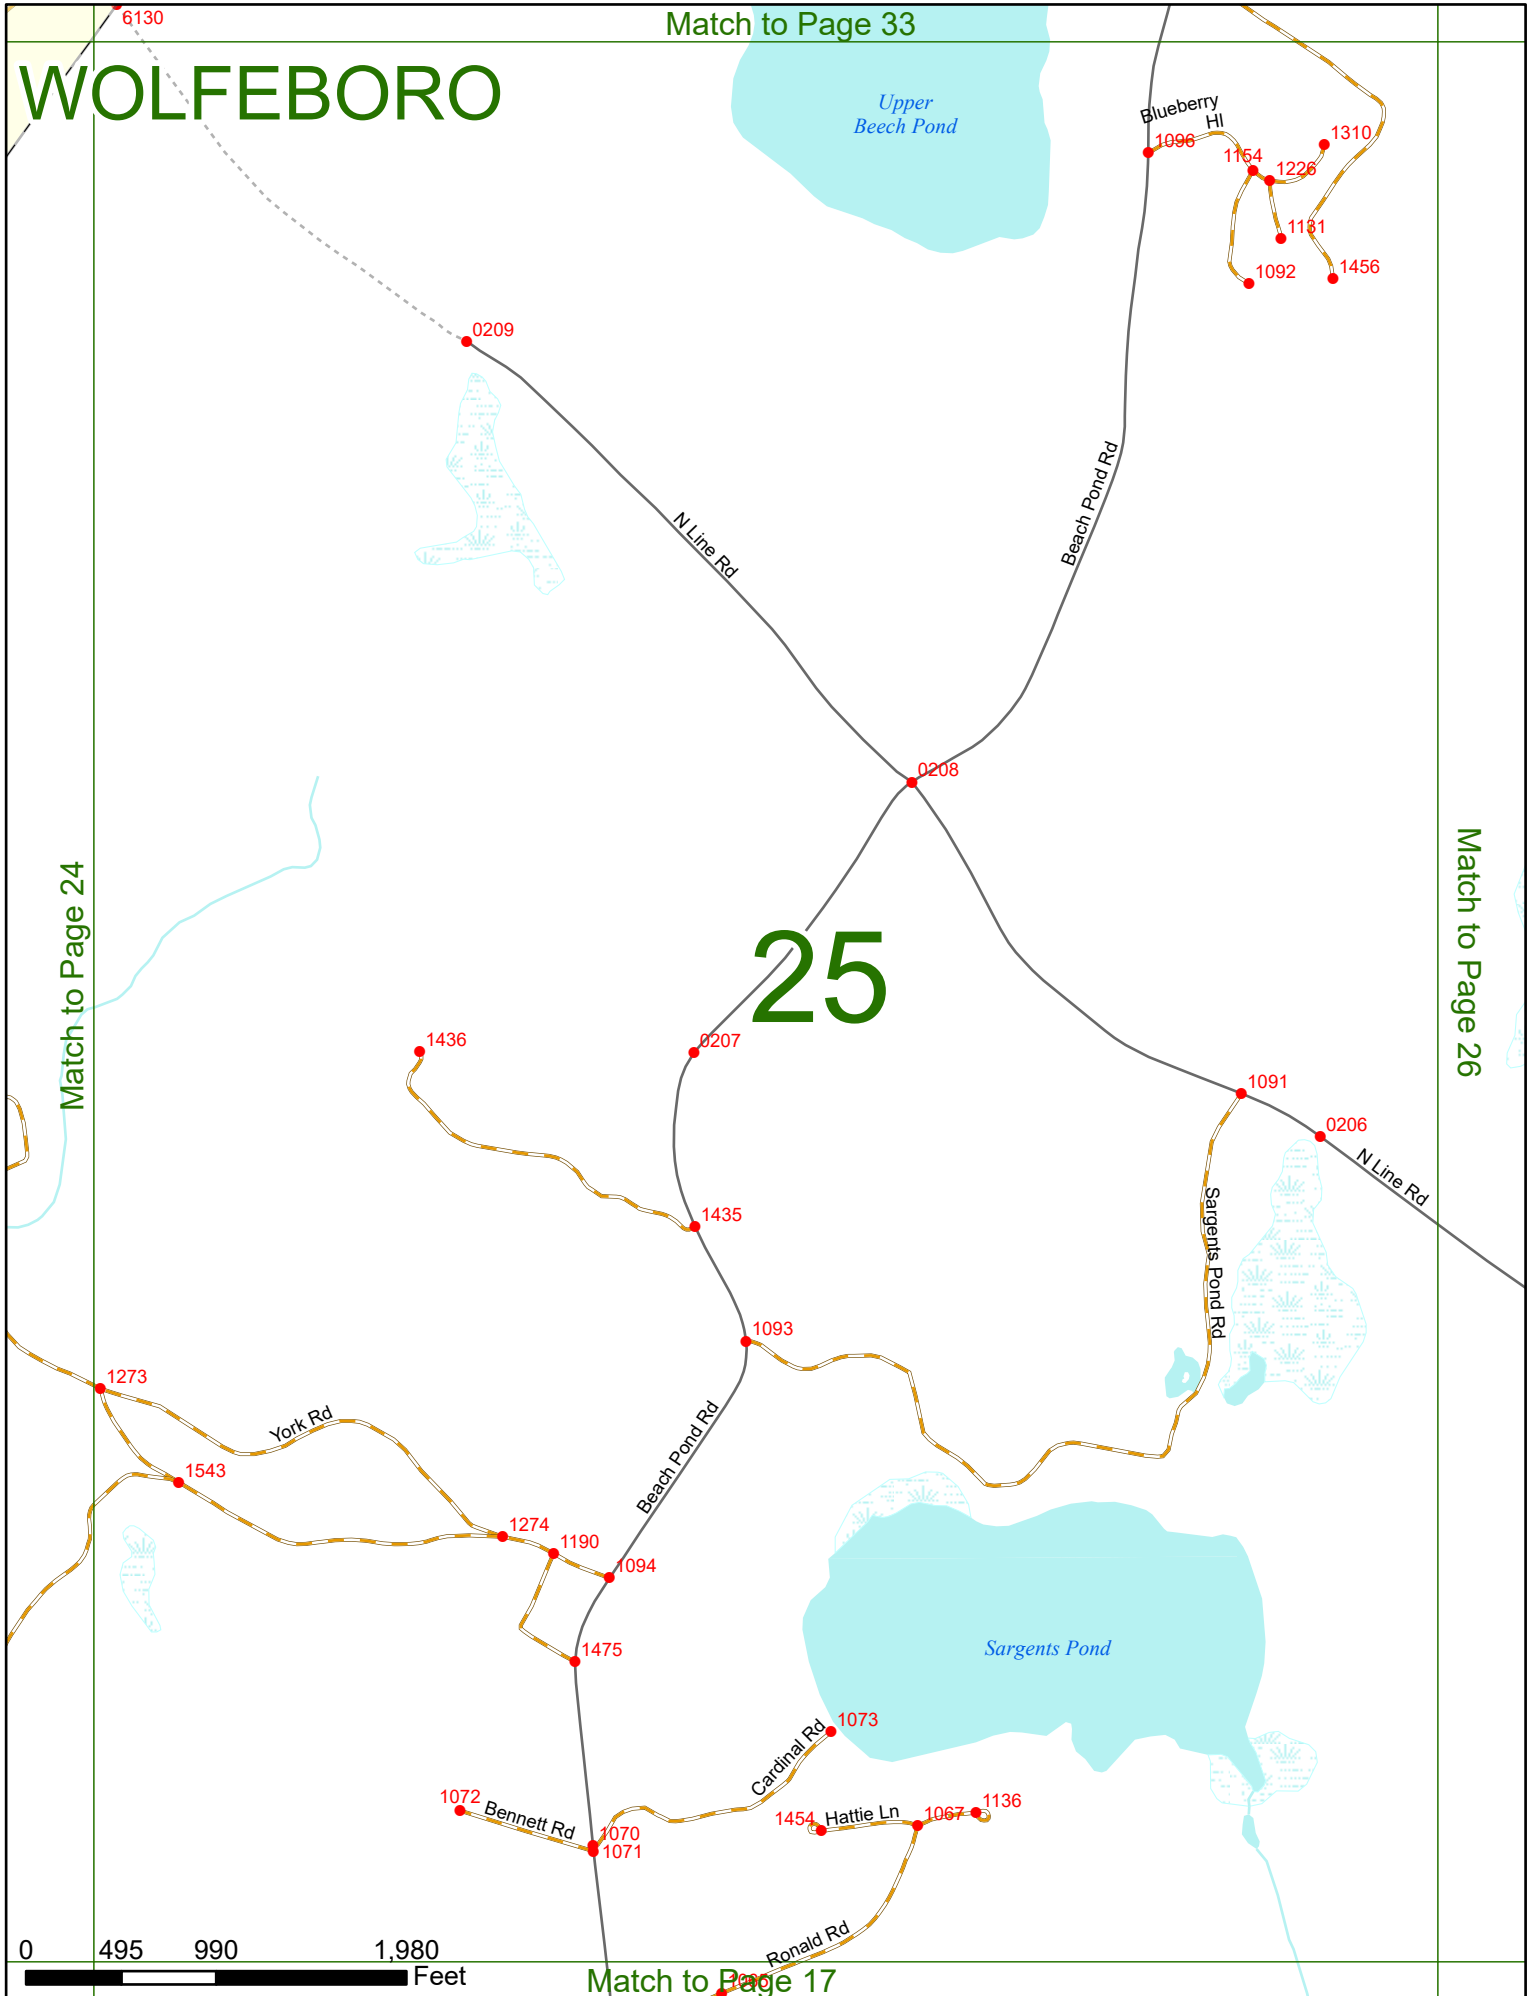 6130
Match to Page 33
WOLFEBORO
Upper
Beech Pond
Blueberry
Hl
1096
1310
1154
1226
1131
1092
1456
0209
N Line Rd
Beach Pond Rd
0208
Match to Page 24
Match to Page 26
25
1436
0207
1091
0206
N Line Rd
1435
Sargents Pond Rd
1093
1273
York Rd
Beach Pond Rd
1543
1274
1190
1094
1475
Sargents Pond
1073
Cardinal Rd
1072
Bennett Rd
1070
1071
1454
Hattie Ln
1067
1136
Ronald Rd
0 495 990 1,980
Feet
Match to Page 17